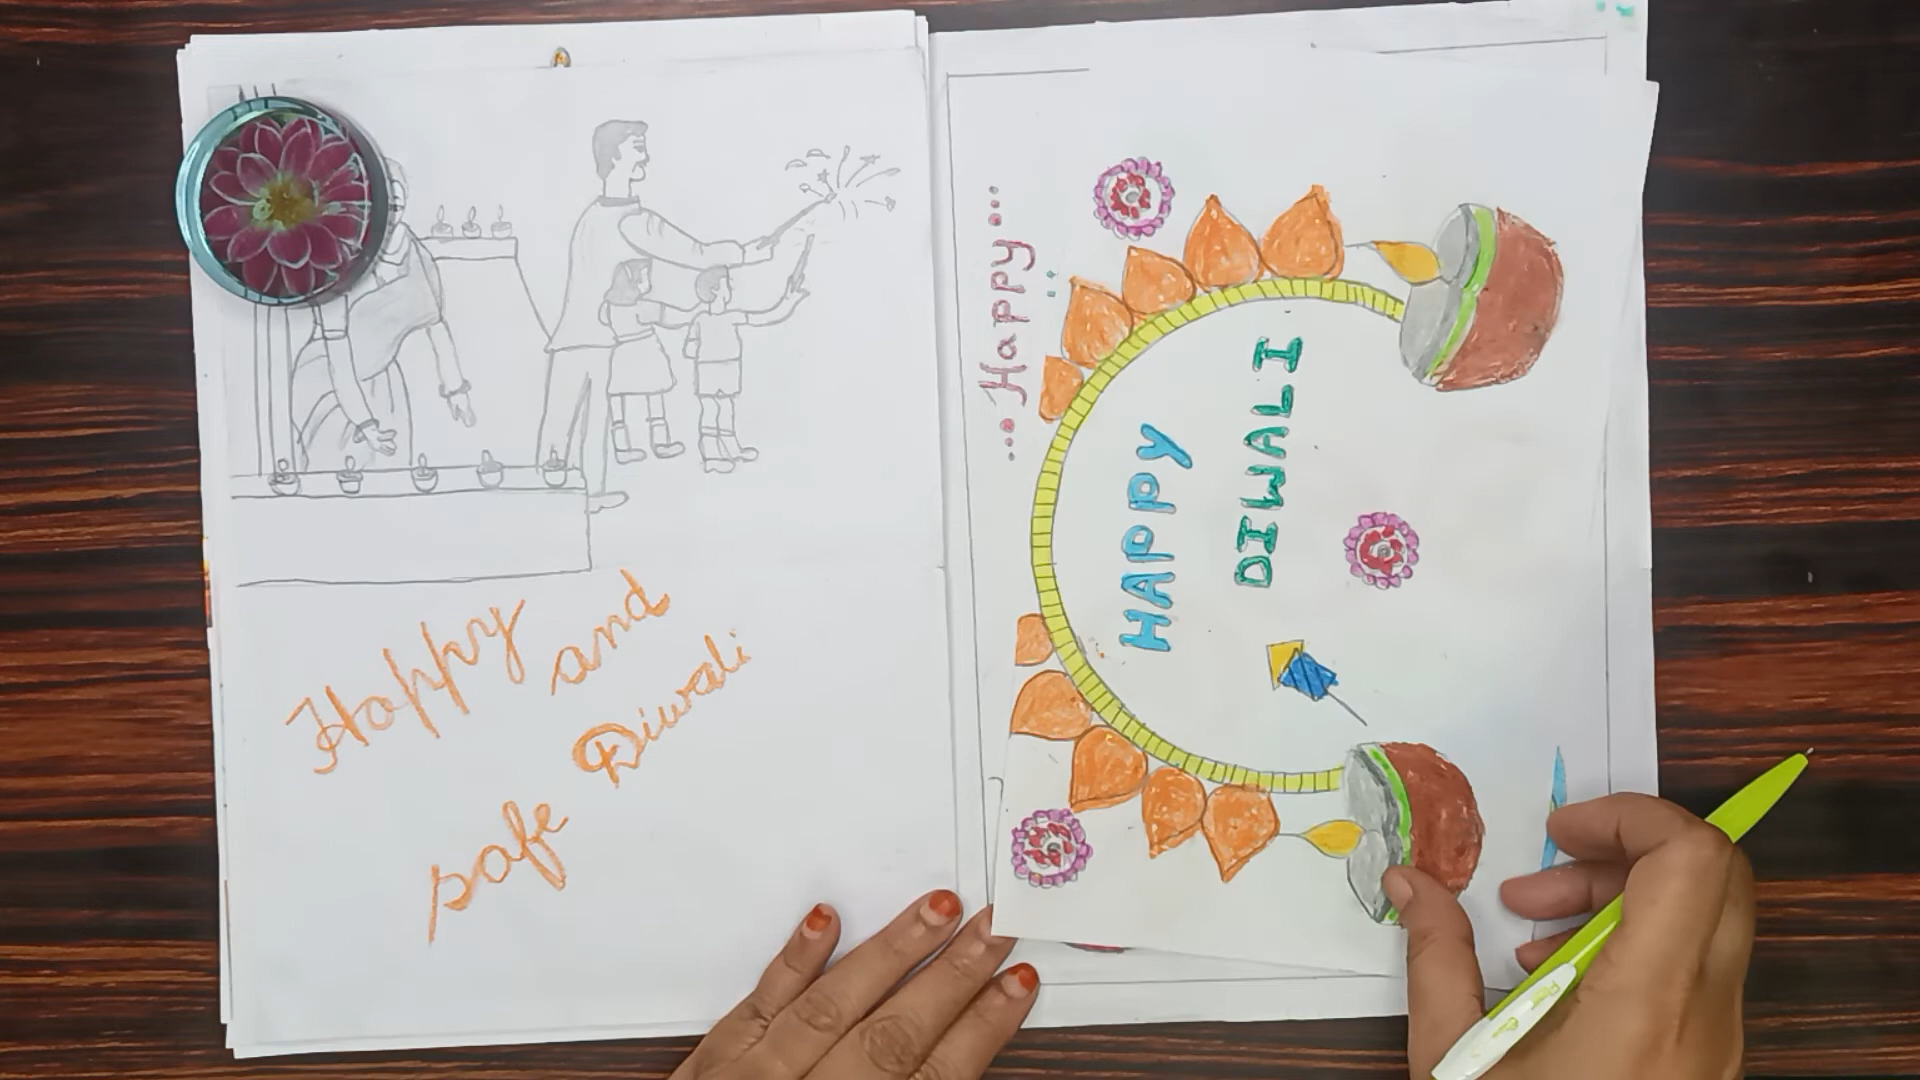 Happy
and
safe Diwali
...Happy...
HAPPY
DIWALI